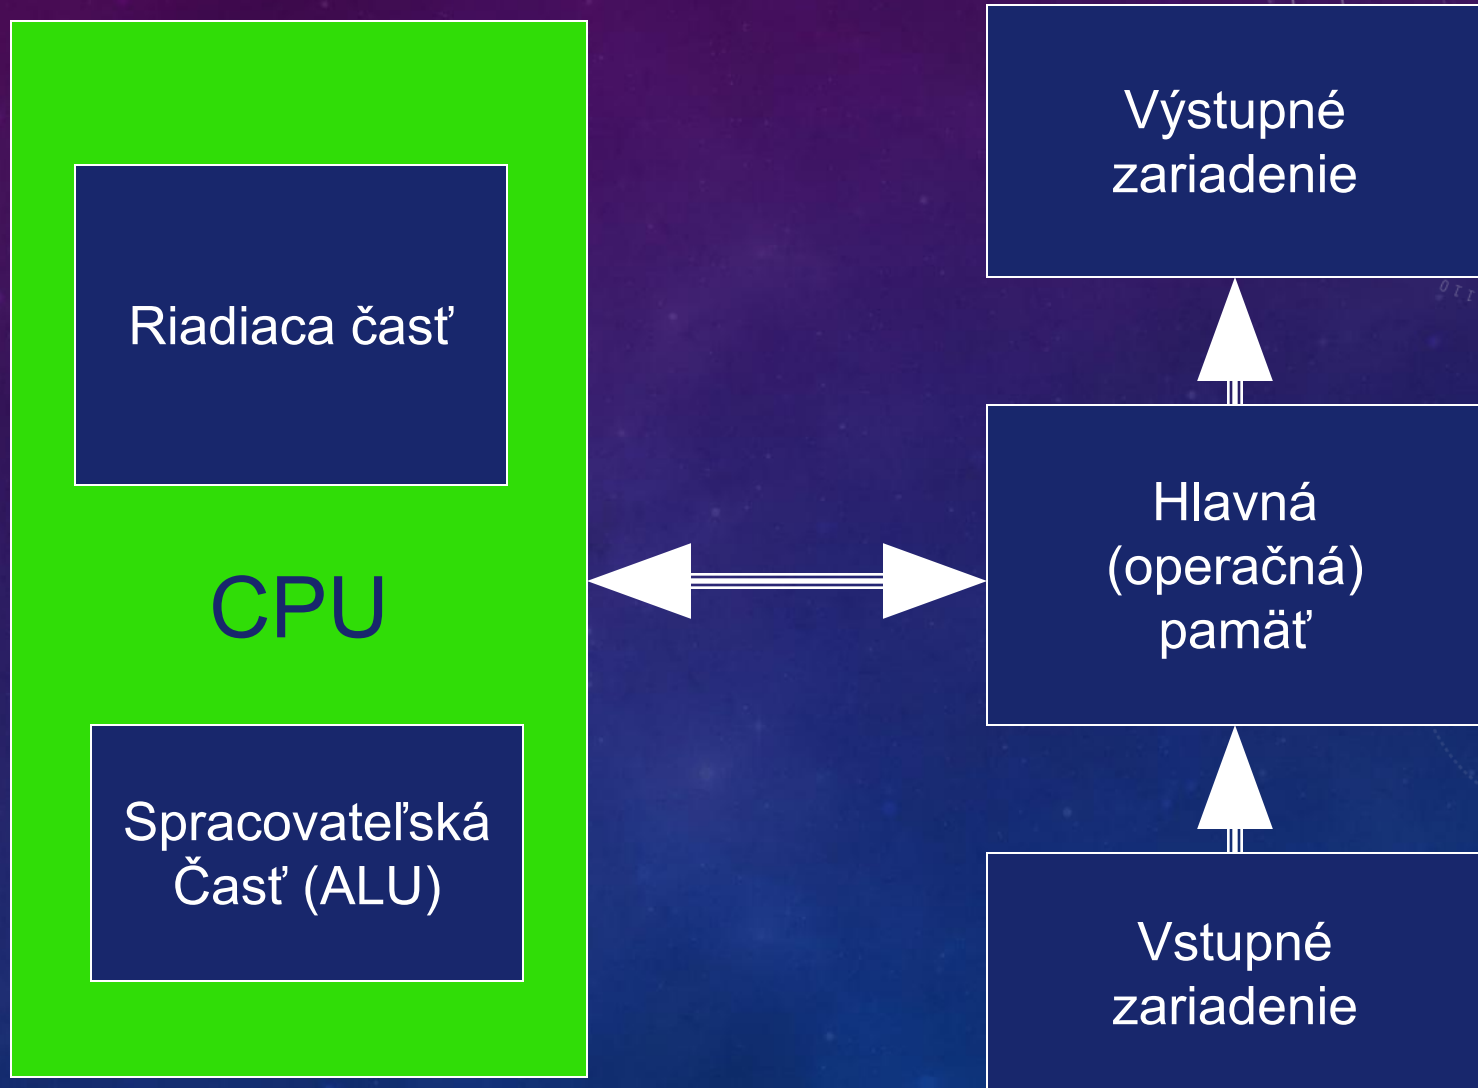 Riadiaca časť
CPU
Spracovateľská
Časť (ALU)
Výstupné
zariadenie
Hlavná
(operačná)
pamäť
Vstupné
zariadenie